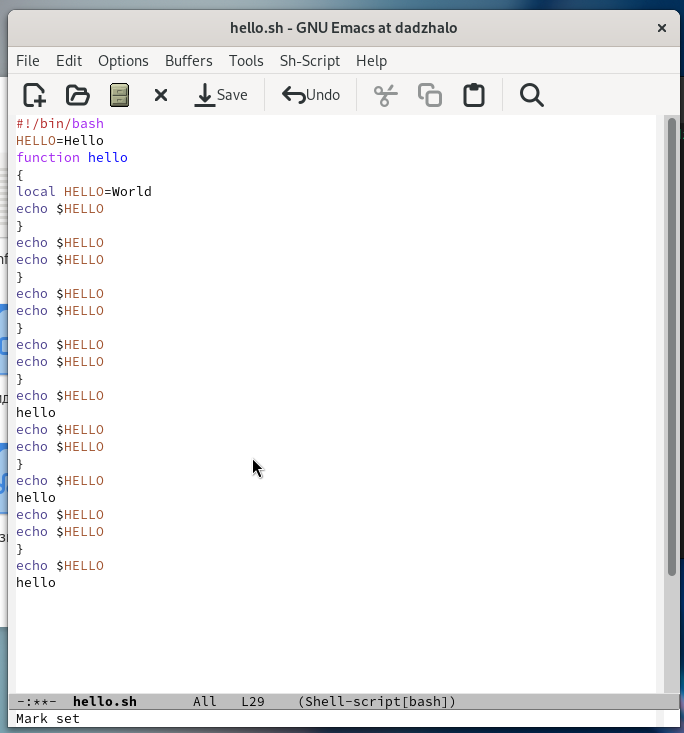 hello.sh - GNU Emacs at dadzhalo
File Edit Options Buffers Tools Sh-Script Help
Save Undo
#!/bin/bash
HELLO=Hello
function hello
{
local HELLO=World
echo $HELLO
}
echo $HELLO
echo $HELLO
}
echo $HELLO
echo $HELLO
}
echo $HELLO
echo $HELLO
}
echo $HELLO
hello
echo $HELLO
echo $HELLO
}
echo $HELLO
hello
echo $HELLO
echo $HELLO
}
echo $HELLO
hello
-:**- hello.sh All L29 (Shell-script[bash])
Mark set